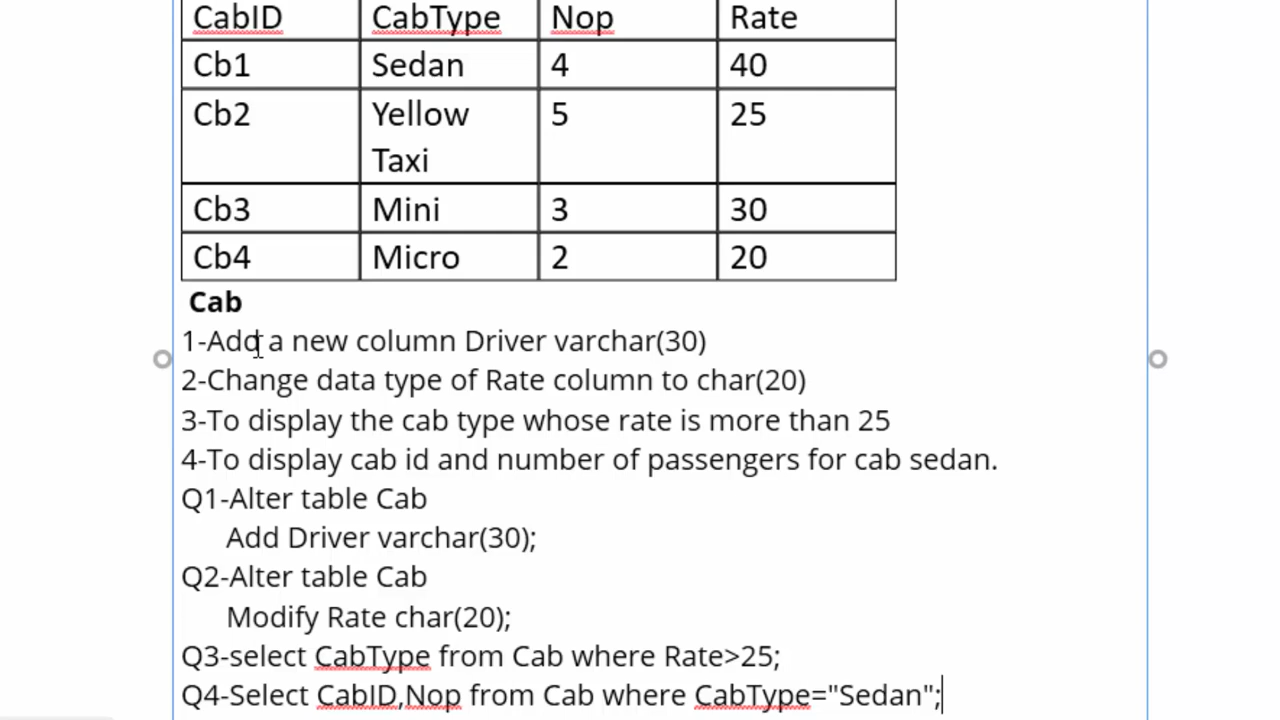 CabID CabType Nop Rate
Cb1 Sedan 4 40
Cb2 Yellow 5 25
Taxi
Cb3 Mini 3 30
Cb4 Micro 2 20
Cab
1-Add a new column Driver varchar(30)
2-Change data type of Rate column to char(20)
3-To display the cab type whose rate is more than 25
4-To display cab id and number of passengers for cab sedan.
Q1-Alter table Cab
Add Driver varchar(30);
Q2-Alter table Cab
Modify Rate char(20);
Q3-select CabType from Cab where Rate>25;
Q4-Select CabID,Nop from Cab where CabType="Sedan";